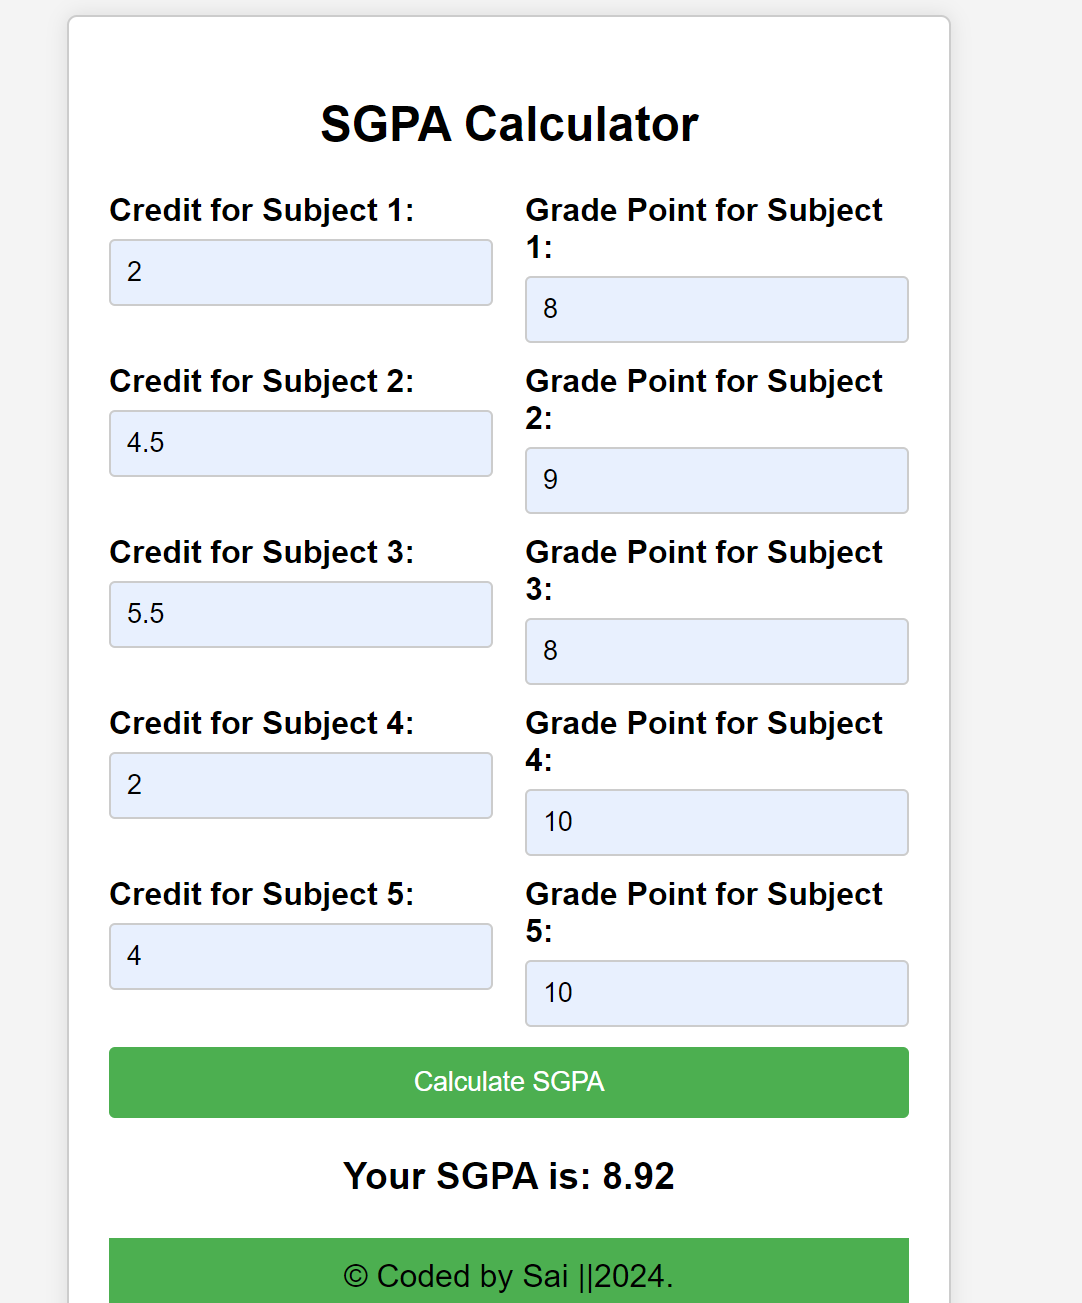 SGPA Calculator
Credit for Subject 1:
2
Grade Point for Subject
1:
8
Credit for Subject 2:
4.5
Grade Point for Subject
2:
9
Credit for Subject 3:
5.5
Grade Point for Subject
3:
8
Credit for Subject 4:
2
Grade Point for Subject
4:
10
Credit for Subject 5:
4
Grade Point for Subject
5:
10
Calculate SGPA
Your SGPA is: 8.92
© Coded by Sai ||2024.